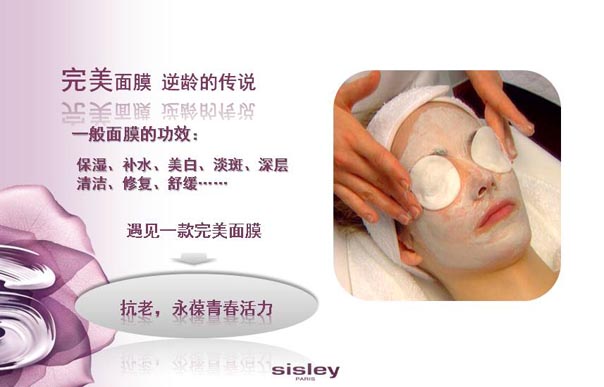 完美面膜 逆龄的传说
一般面膜的功效：
保湿、补水、美白、淡斑、深层
清洁、修复、舒缓……
遇见一款完美面膜
抗老，永葆青春活力
sisley
PARIS